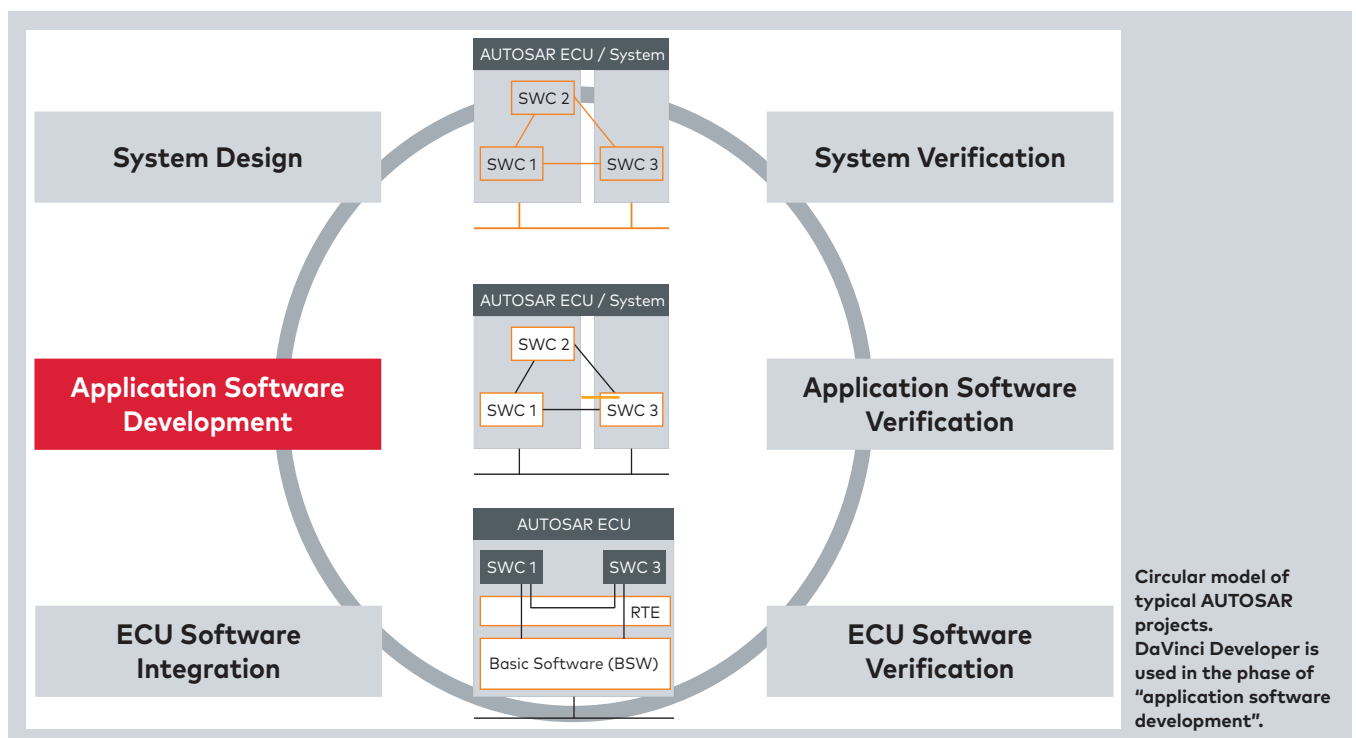 AUTOSAR ECU / System
SWC 2
SWC 1
SWC 3
System Design
System Verification
AUTOSAR ECU / System
SWC 2
SWC 1
SWC 3
Application Software
Development
Application Software
Verification
AUTOSAR ECU
SWC 1
SWC 3
RTE
Basic Software (BSW)
ECU Software
Integration
ECU Software
Verification
Circular model of
typical AUTOSAR
projects.
DaVinci Developer is
used in the phase of
“application software
development”.